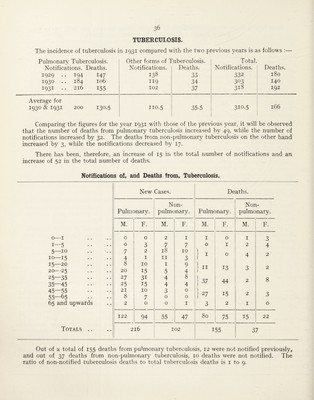 36
TUBERCULOSIS.
The incidence of tuberculosis in 1931 compared with the two previous years is as follows :—
Pulmonary Tuberculosis. Other forms of Tuberculosis. Total.
Notifications. Deaths. Notifications. Deaths. Notifications. Deaths.
1929 .. 194 147 138 33 332 180
1930 .. 184 106 119 31 303 140
1931 .. 216 155 102 37 318 192
Average for
1930 & 1931 200 130.5 110.5 35.5 310.5 166
Comparing the figures for the year 1931 with those of the previous year, it will be observed
that the number of deaths from pulmonary tuberculosis increased by 49, while the number of
notifications increased by 32. The deaths from non-pulmonary tuberculosis on the other hand
increased by 3, while the notifications decreased by 17.
There has been, therefore, an increase of 15 in the total number of notifications and an
increase of 52 in the total number of deaths.
Notifications of, and Deaths from, Tuberculosis.
New Cases. Deaths.
Pulmonary. Non-pulmonary. Pulmonary. Non-pulmonary.
M. F. M. F. M. F. M. F.
0—1 .. .. 0 0 2 1 1 0 1 3
1—5 .. .. 0 3 7 7 0 1 2 4
5—10 .. .. 7 2 18 10
10—15 .. .. 4 1 11 3 1 0 4 2
15—20 .. .. 8 10 1 9
20—25 .. .. 20 15 5 4 11 13 3 2
25—35 .. .. 27 31 4 8
35—45 .. .. 25 15 4 4 37 44 2 8
45—55 .. .. 21 10 3 0
55—65 .. .. 8 7 0 0 27 15 2 3
65 and upwards 2 0 0 1 3 2 1 0
122 94 55 47 80 75 15 22
TOTALS .. .. 216 102 155 37
Out of a total of 155 deaths from pulmonary tuberculosis, 12 were not notified previously,
and out of 37 deaths from non-pulmonary tuberculosis, 10 deaths were not notified. The
ratio of non-notified tuberculosis deaths to total tuberculosis deaths is 1 to 9.